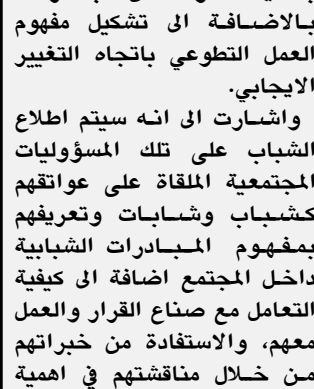 بالاضافة الى تشكيل مفهوم
العمل التطوعي باتجاه التغيير
الايجابي.
واشارت الى انه سيتم اطلاع
الشباب على تلك المسؤوليات
المجتمعية الملقاة على عواتقهم
كشباب وشابات وتعريفهم
بمفهوم المبادرات الشبابية
داخل المجتمع اضافة الى كيفية
التعامل مع صناع القرار والعمل
معهم، والاستفادة من خبراتهم
من خلال مناقشتهم في اهمية